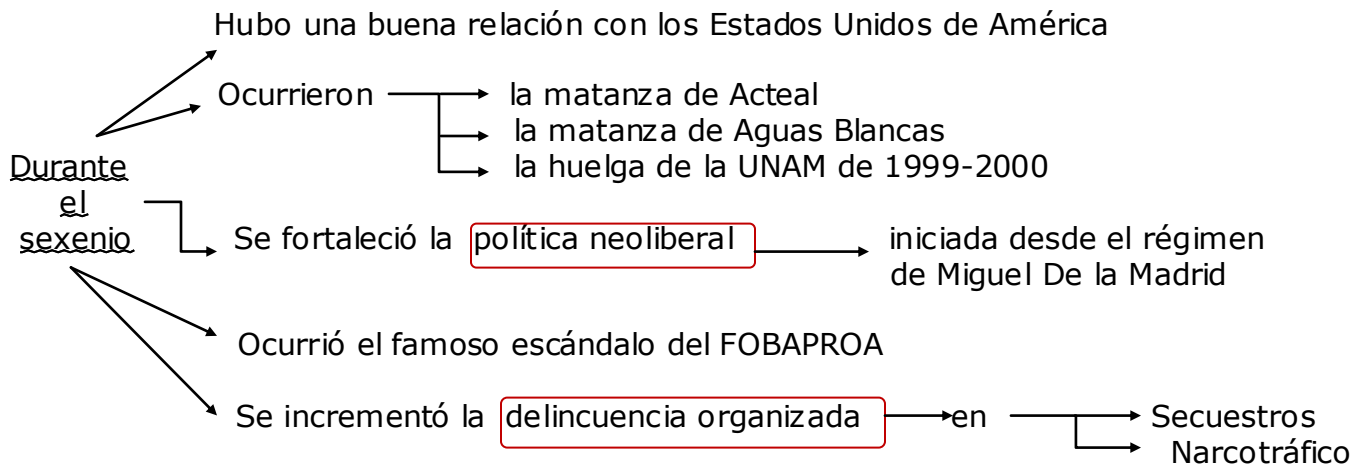 Hubo una buena relación con los Estados Unidos de América
Ocurrieron
la matanza de Acteal
la matanza de Aguas Blancas
la huelga de la UNAM de 1999-2000
Durante
el
sexenio
Se fortaleció la política neoliberal
iniciada desde el régimen
de Miguel De la Madrid
Ocurrió el famoso escándalo del FOBAPROA
Se incrementó la delincuencia organizada en
Secuestros
Narcotráfico